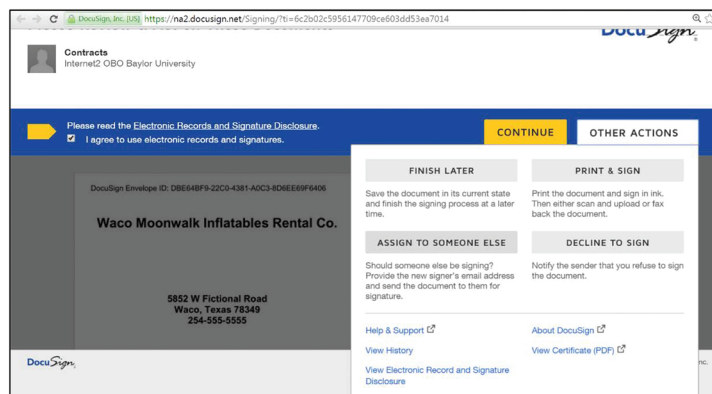 DocuSign, Inc. [US] https://na2.docusign.net/Signing/?ti=6c2b02c5956147709ce603dd53ea7014
DocuSign
Contracts
Internet2 OBO Baylor University
Please read the Electronic Records and Signature Disclosure.
I agree to use electronic records and signatures.
CONTINUE
OTHER ACTIONS
DocuSign Envelope ID: DBE64BF9-22C0-4381-A0C3-8D6EE69F6406
Waco Moonwalk Inflatables Rental Co.
5852 W Fictional Road
Waco, Texas 78349
254-555-5555
FINISH LATER
Save the document in its current state
and finish the signing process at a later
time.
PRINT & SIGN
Print the document and sign in ink.
Then either scan and upload or fax
back the document.
ASSIGN TO SOMEONE ELSE
Should someone else be signing?
Provide the new signer's email address
and send the document to them for
signature.
DECLINE TO SIGN
Notify the sender that you refuse to sign
the document.
Help & Support
About DocuSign
View History
View Certificate (PDF)
View Electronic Record and Signature
Disclosure
DocuSign
nc.